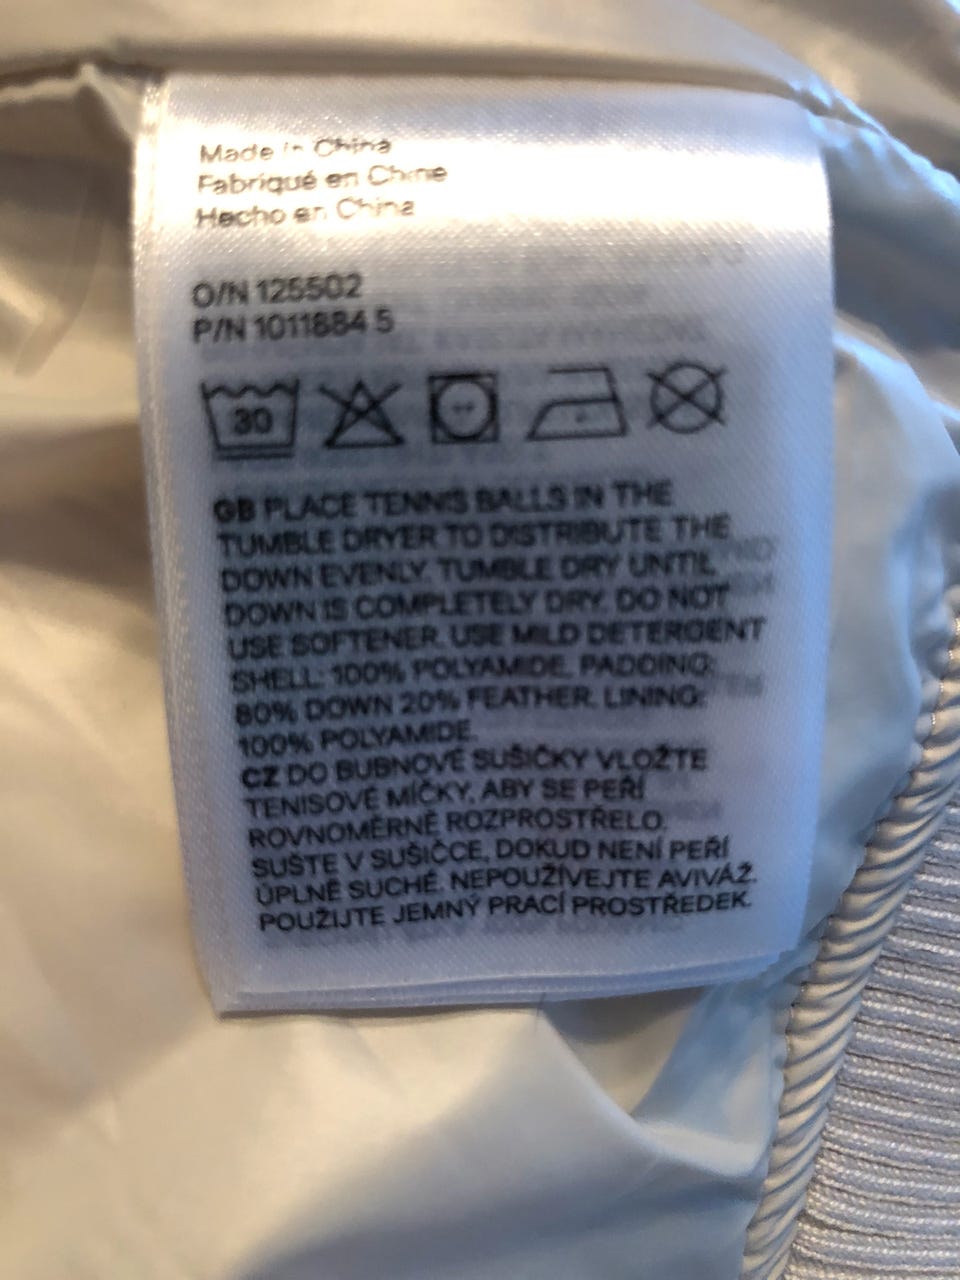 Made in China
Fabriqué en Chine
Hecho en China
O/N 125502
P/N 1011884 5
30
GB PLACE TENNIS BALLS IN THE
TUMBLE DRYER TO DISTRIBUTE THE
DOWN EVENLY. TUMBLE DRY UNTIL
DOWN IS COMPLETELY DRY. DO NOT
USE SOFTENER. USE MILD DETERGENT
SHELL: 100% POLYAMIDE. PADDING:
80% DOWN 20% FEATHER. LINING:
100% POLYAMIDE.
CZ DO BUBNOVÉ SUŠIČKY VLOŽTE
TENISOVÉ MÍČKY, ABY SE PEŘÍ
ROVNOMĚRNĚ ROZPROSTŘELO.
SUŠTE V SUŠIČCE, DOKUD NENÍ PEŘÍ
ÚPLNĚ SUCHÉ. NEPOUŽÍVEJTE AVIVÁŽ.
POUŽIJTE JEMNÝ PRACÍ PROSTŘEDEK.